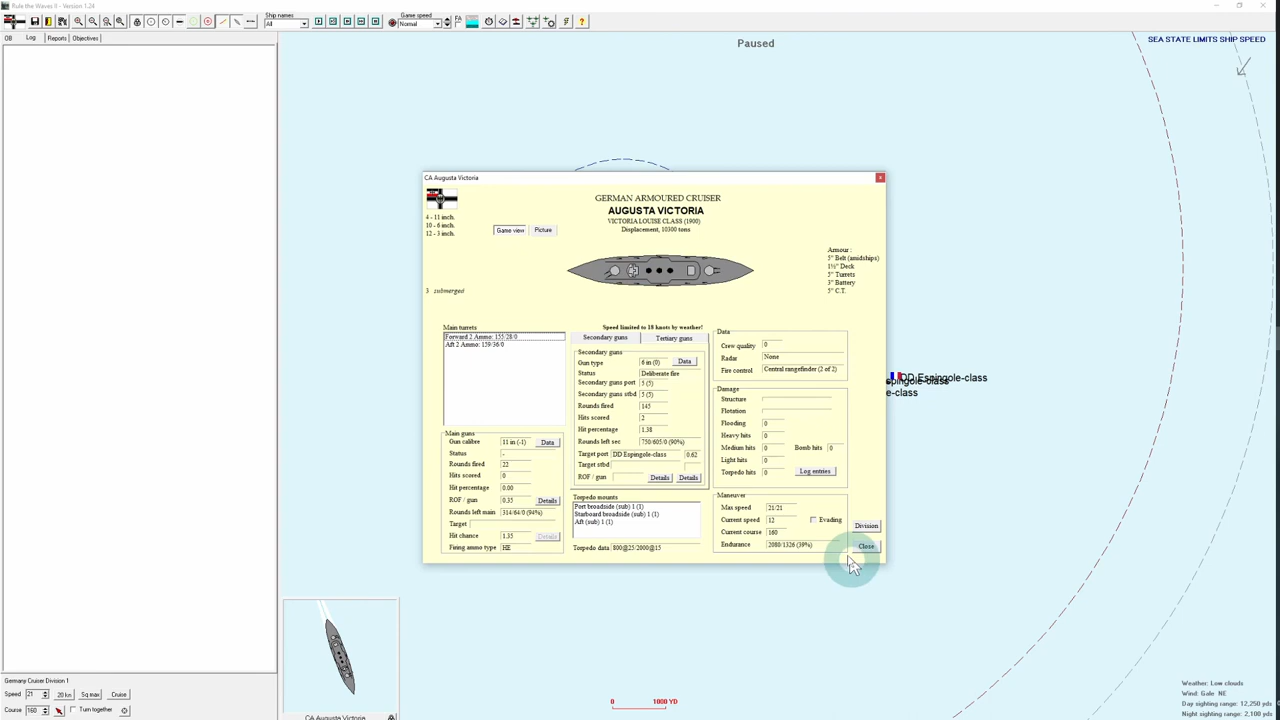 Rule the Waves II - Version 1.24
Ship names
All
Game speed
Normal
FA
OB Log Reports Objectives
SEA STATE LIMITS SHIP SPEED
Paused
CA Augusta Victoria
GERMAN ARMOURED CRUISER
AUGUSTA VICTORIA
VICTORIA LOUISE CLASS (1900)
Displacement, 10300 tons
4 - 11 inch.
10 - 6 inch.
12 - 3 inch.
Game view Picture
Armour :
5" Belt (amidships)
1½" Deck
5" Turrets
3" Battery
5" C.T.
3 submerged
Speed limited to 18 knots by weather!
Main turrets
Forward 2 Ammo: 155/28/0
Aft 2 Ammo: 159/36/0
Main guns
Gun calibre 11 in (-1) Data
Status -
Rounds fired 22
Hits scored 0
Hit percentage 0.00
ROF / gun 0.35 Details
Rounds left main 314/64/0 (94%)
Target
Hit chance 1.35 Details
Firing ammo type HE
Secondary guns Tertiary guns
Secondary guns
Gun type 6 in (0) Data
Status Deliberate fire
Secondary guns port 5 (5)
Secondary guns stbd 5 (5)
Rounds fired 145
Hits scored 2
Hit percentage 1.38
Rounds left sec 750/605/0 (90%)
Target port DD Espingole-class 0.62
Target stbd
ROF / gun Details Details
Torpedo mounts
Port broadside (sub) 1 (1)
Starboard broadside (sub) 1 (1)
Aft (sub) 1 (1)
Torpedo data 800@25/2000@15
Data
Crew quality 0
Radar None
Fire control Central rangefinder (2 of 2)
Damage
Structure
Flotation
Flooding 0
Heavy hits 0
Medium hits 0 Bomb hits 0
Light hits 0
Torpedo hits 0 Log entries
Maneuver
Max speed 21/21
Current speed 12 Evading
Current course 160
Endurance 2080/1326 (39%)
Division
Close
DD Espingole-class
pingole-class
e-class
Germany Cruiser Division 1
Speed 21 20 kn Sq max Cruise
Course 160 Turn together
CA Augusta Victoria
0 1000 YD
Weather: Low clouds
Wind: Gale NE
Day sighting range: 12,250 yds
Night sighting range: 2,100 yds